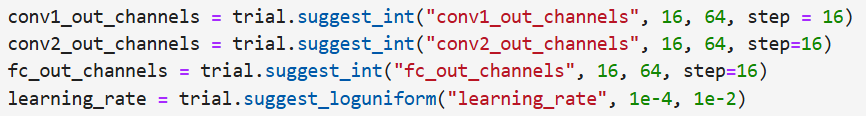 conv1_out_channels = trial.suggest_int("conv1_out_channels", 16, 64, step = 16)
conv2_out_channels = trial.suggest_int("conv2_out_channels", 16, 64, step=16)
fc_out_channels = trial.suggest_int("fc_out_channels", 16, 64, step=16)
learning_rate = trial.suggest_loguniform("learning_rate", 1e-4, 1e-2)